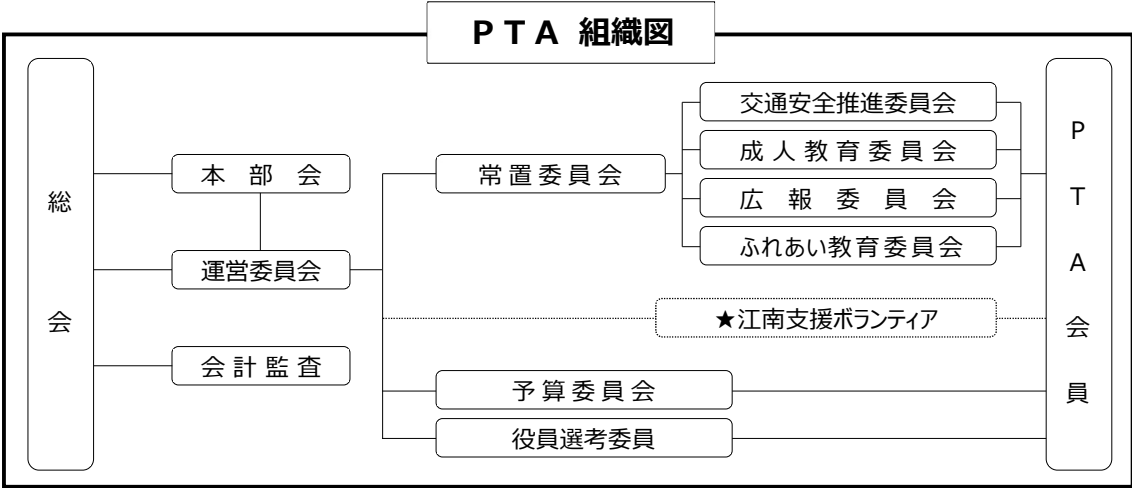 PTA 組織図
総会
本部会
運営委員会
会計監査
常置委員会
交通安全推進委員会
成人教育委員会
広報委員会
ふれあい教育委員会
★江南支援ボランティア
予算委員会
役員選考委員
PTA会員